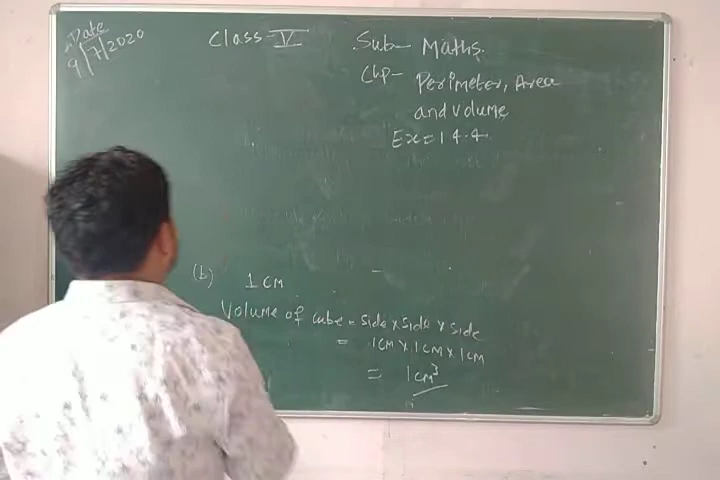 Date
9/7/2020
Class-V
Sub- Maths.
Chp- Perimeter, Area
and volume
Ex=14.4
(b) 1 cm
Volume of cube = side × side × side
= 1cm × 1cm × 1cm
= 1cm³